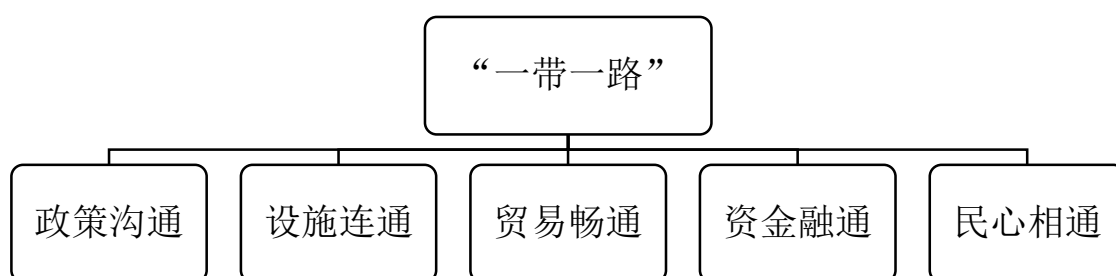 “一带一路”
政策沟通
设施连通
贸易畅通
资金融通
民心相通